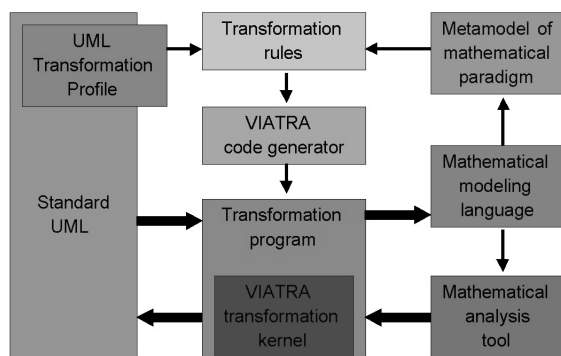 UML
Transformation
Profile
Transformation
rules
Metamodel of
mathematical
paradigm
VIATRA
code generator
Standard
UML
Transformation
program
Mathematical
modeling
language
VIATRA
transformation
kernel
Mathematical
analysis
tool